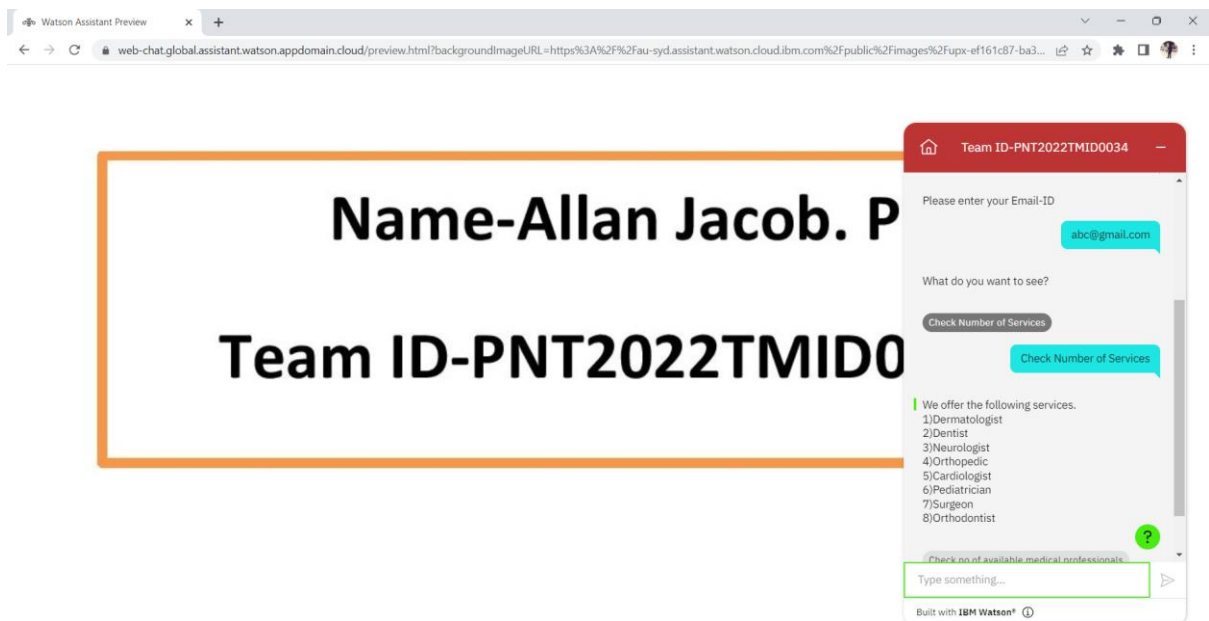 Watson Assistant Preview
web-chat.global.assistant.watson.appdomain.cloud/preview.html?backgroundImageURL=https%3A%2F%2Fau-syd.assistant.watson.cloud.ibm.com%2Fpublic%2Fimages%2Fupx-ef161c87-ba3...
Name-Allan Jacob. P
Team ID-PNT2022TMID0
Team ID-PNT2022TMID0034
Please enter your Email-ID
abc@gmail.com
What do you want to see?
Check Number of Services
Check Number of Services
We offer the following services.
1)Dermatologist
2)Dentist
3)Neurologist
4)Orthopedic
5)Cardiologist
6)Pediatrician
7)Surgeon
8)Orthodontist
?
Check no of available medical professionals
Type something...
Built with IBM Watson®